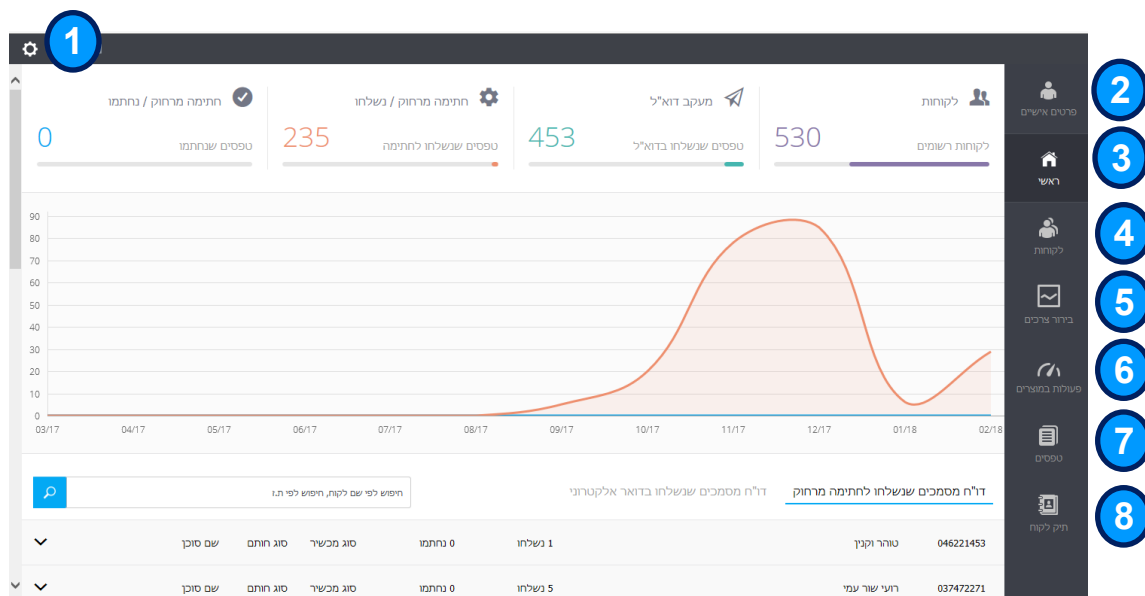 1
לקוחות
לקוחות רשומים
530
מעקב דוא"ל
טפסים שנשלחו בדוא"ל
453
חתימה מרחוק / נשלחו
טפסים שנשלחו לחתימה
235
חתימה מרחוק / נחתמו
טפסים שנחתמו
0
פרטים אישיים
2
ראשי
3
לקוחות
4
בירור צרכים
5
פעולות במוצרים
6
טפסים
7
תיק לקוח
8
90
80
70
60
50
40
30
20
10
0
03/17 04/17 05/17 06/17 07/17 08/17 09/17 10/17 11/17 12/17 01/18 02/18
דו"ח מסמכים שנשלחו לחתימה מרחוק
דו"ח מסמכים שנשלחו בדואר אלקטרוני
חיפוש לפי שם לקוח, חיפוש לפי ת.ז
046221453 טוהר וקנין 1 נשלחו 0 נחתמו סוג מכשיר סוג חותם שם סוכן
037472271 רועי שור עמי 5 נשלחו 0 נחתמו סוג מכשיר סוג חותם שם סוכן